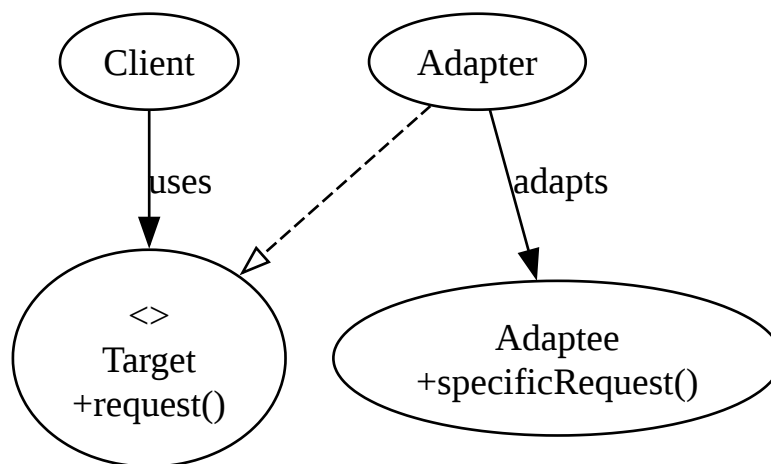 Client
Adapter
uses
adapts
<>
Target
+request()
Adaptee
+specificRequest()